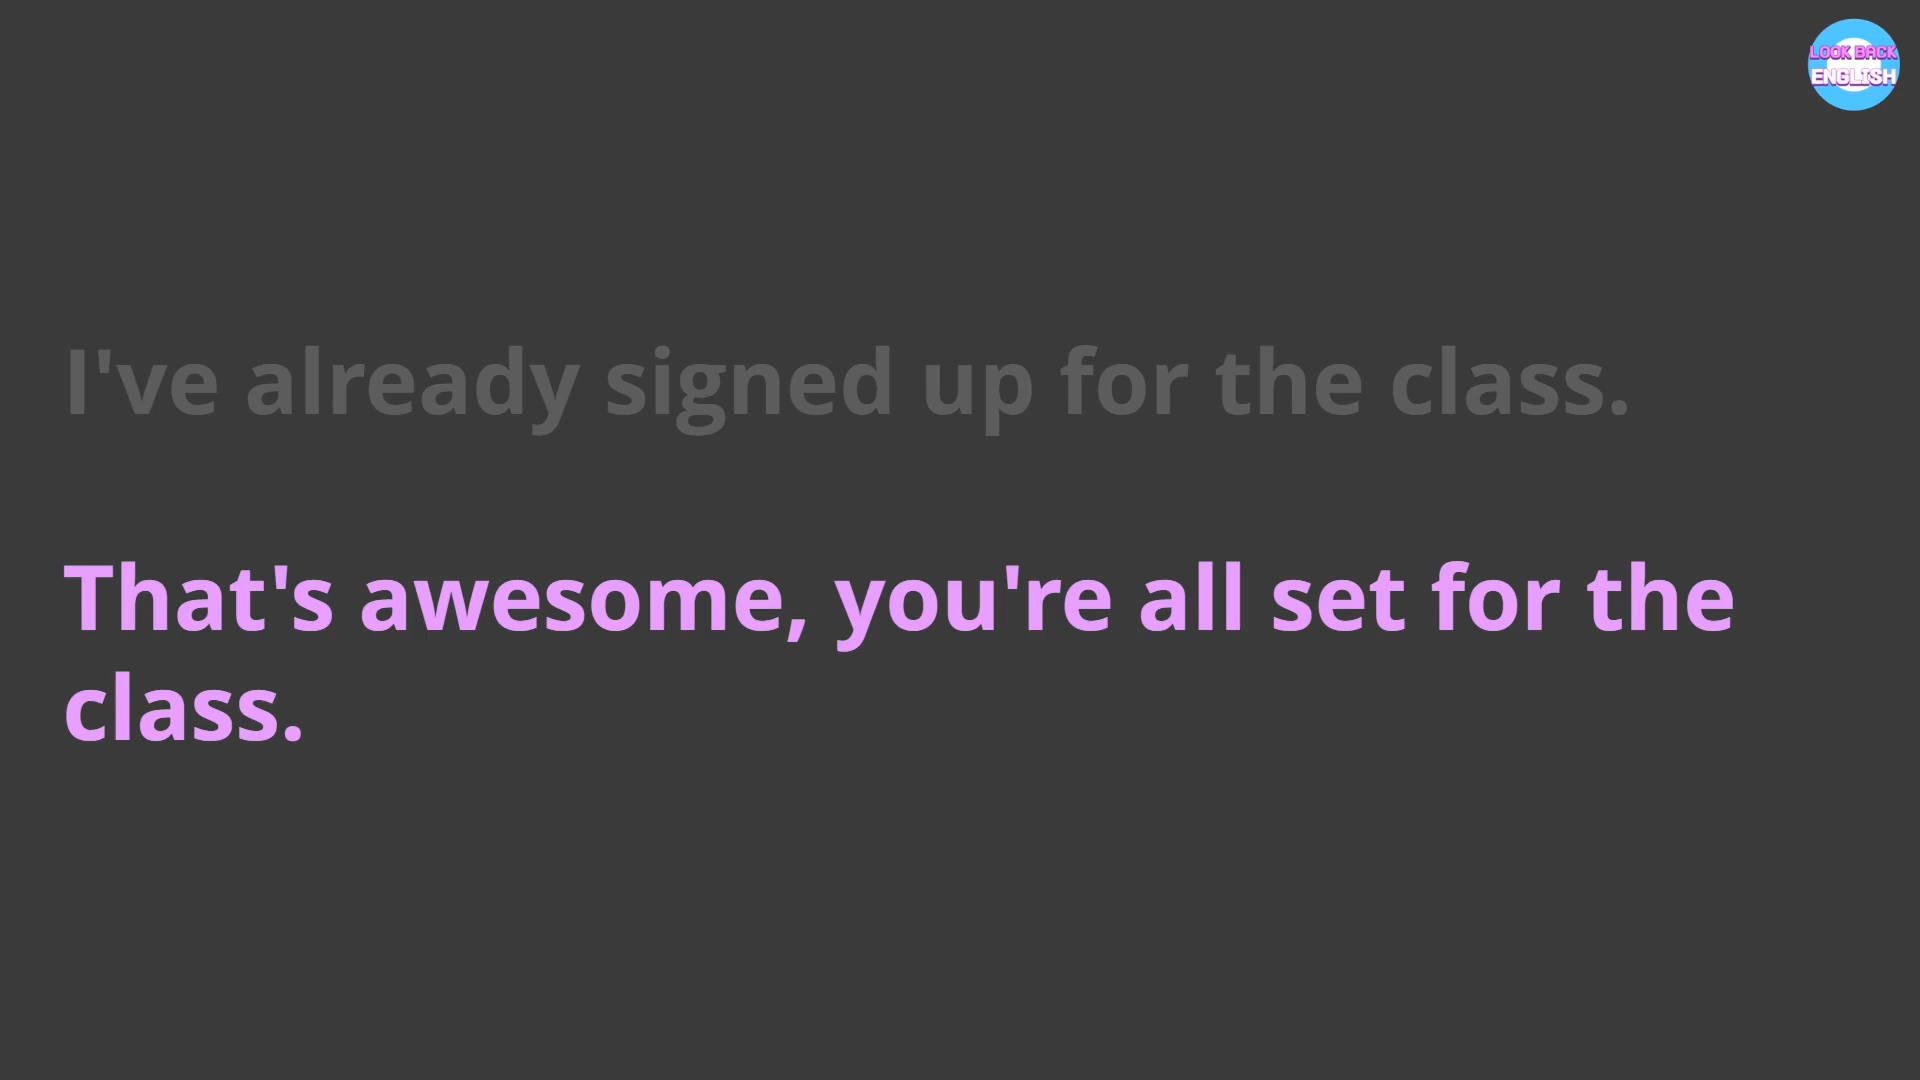 LOOK BACK
ENGLISH
I've already signed up for the class.
That's awesome, you're all set for the
class.